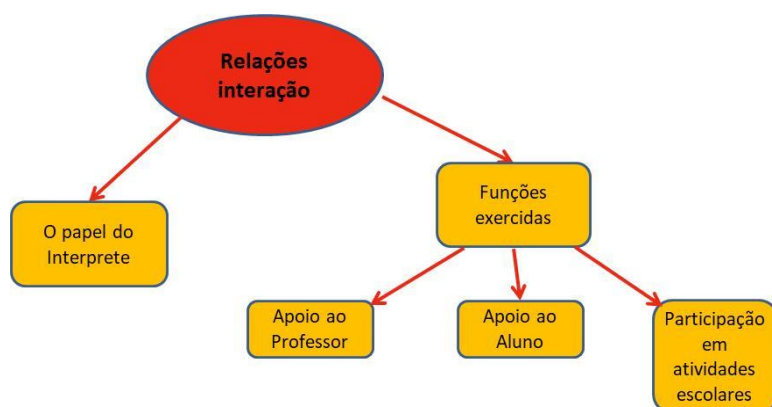 Relações
interação
O papel do
Interprete
Funções
exercidas
Apoio ao
Professor
Apoio ao
Aluno
Participação
em
atividades
escolares